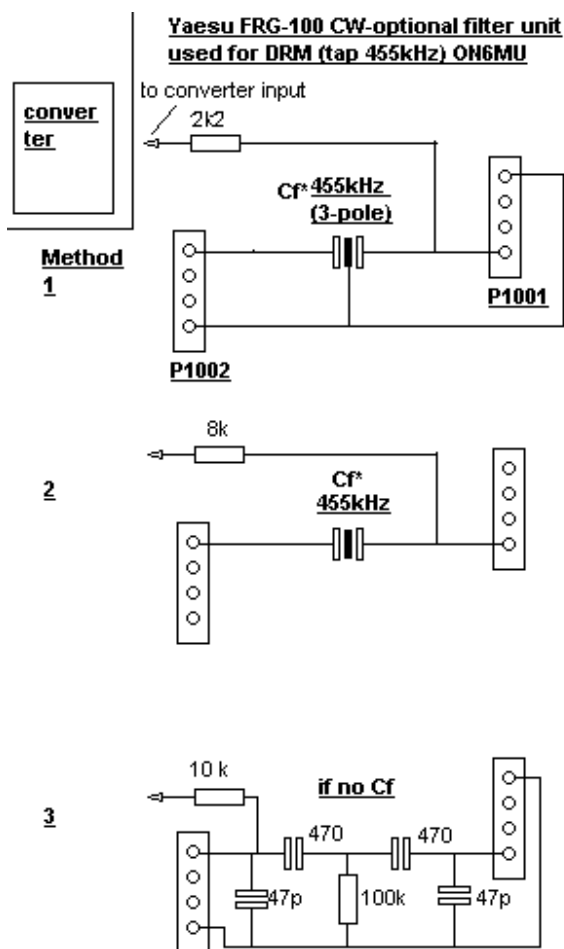 Yaesu FRG-100 CW-optional filter unit
used for DRM (tap 455kHz) ON6MU
to converter input
conver
ter
2k2
Cf* 455kHz
(3-pole)
Method
1
P1001
P1002
8k
2
Cf*
455kHz
10 k
if no Cf
3
470
470
47p
100k
47p